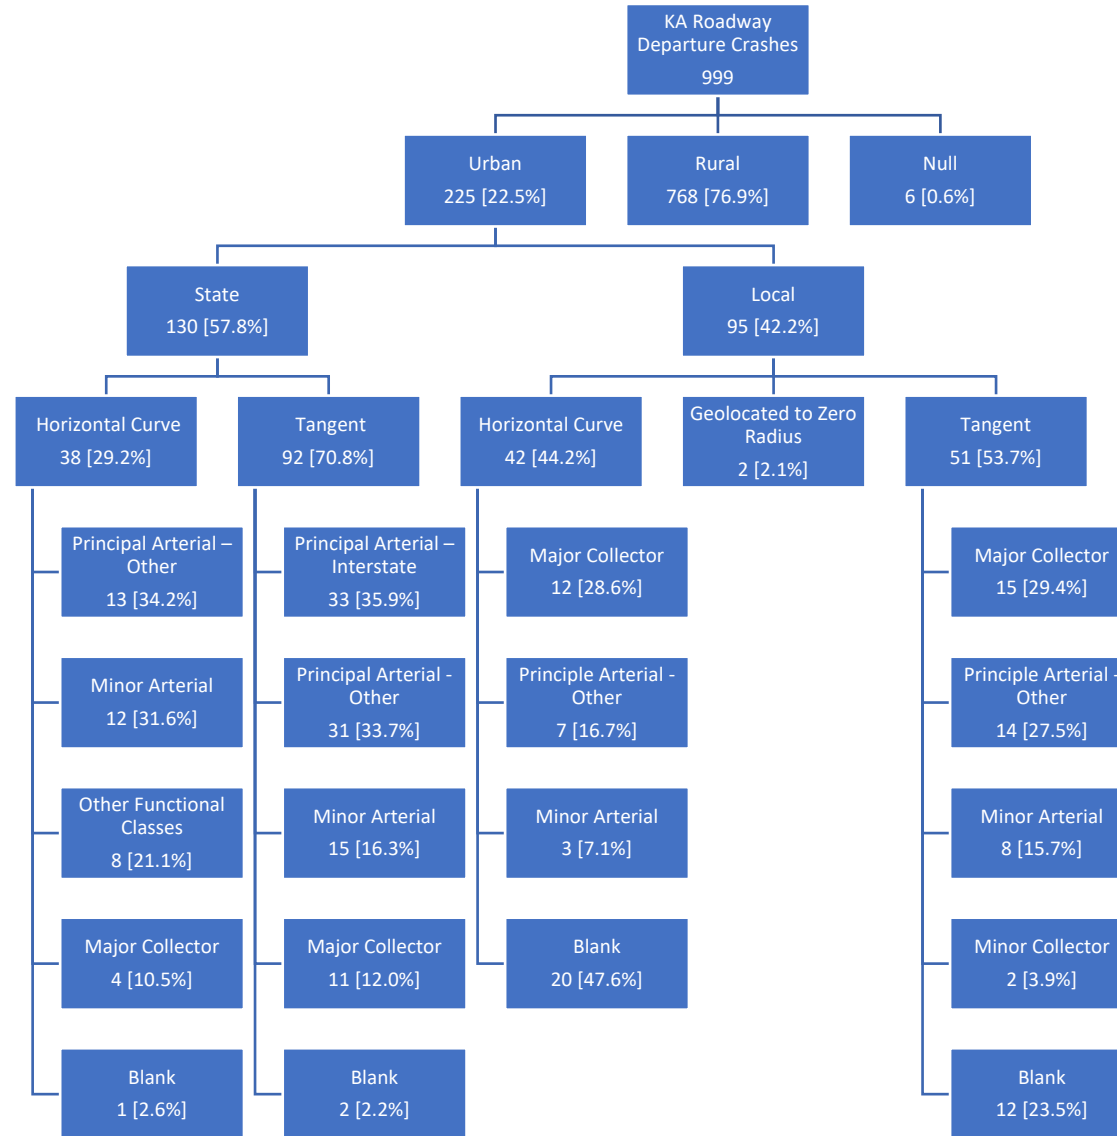 KA Roadway
Departure Crashes
999
Urban
225 [22.5%]
Rural
768 [76.9%]
Null
6 [0.6%]
State
130 [57.8%]
Local
95 [42.2%]
Horizontal Curve
38 [29.2%]
Tangent
92 [70.8%]
Horizontal Curve
42 [44.2%]
Geolocated to Zero
Radius
2 [2.1%]
Tangent
51 [53.7%]
Principal Arterial –
Other
13 [34.2%]
Minor Arterial
12 [31.6%]
Other Functional
Classes
8 [21.1%]
Major Collector
4 [10.5%]
Blank
1 [2.6%]
Principal Arterial –
Interstate
33 [35.9%]
Principal Arterial -
Other
31 [33.7%]
Minor Arterial
15 [16.3%]
Major Collector
11 [12.0%]
Blank
2 [2.2%]
Major Collector
12 [28.6%]
Principle Arterial -
Other
7 [16.7%]
Minor Arterial
3 [7.1%]
Blank
20 [47.6%]
Major Collector
15 [29.4%]
Principle Arterial -
Other
14 [27.5%]
Minor Arterial
8 [15.7%]
Minor Collector
2 [3.9%]
Blank
12 [23.5%]